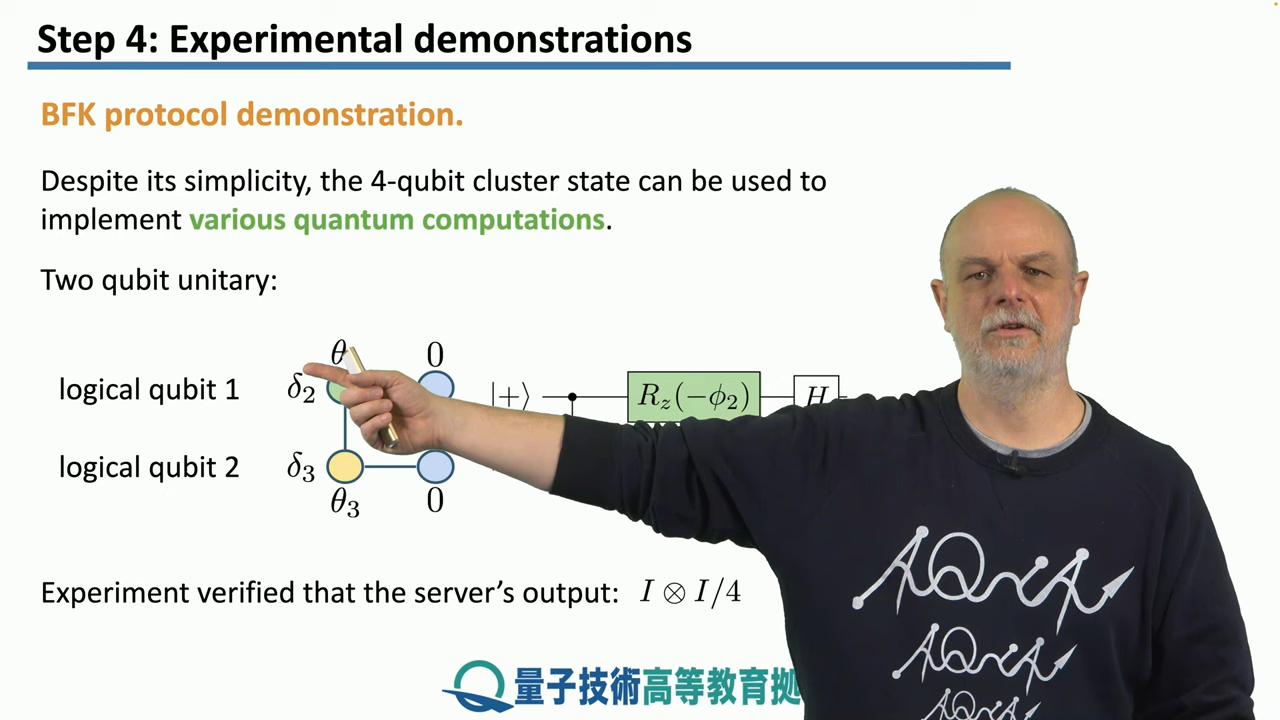 Step 4: Experimental demonstrations
BFK protocol demonstration.
Despite its simplicity, the 4-qubit cluster state can be used to
implement various quantum computations.
Two qubit unitary:
θ 0
logical qubit 1 δ₂ |+⟩ R_z(−ϕ₂) H
logical qubit 2 δ₃
θ₃ 0
Experiment verified that the server's output: I ⊗ I/4
量子技術高等教育拠